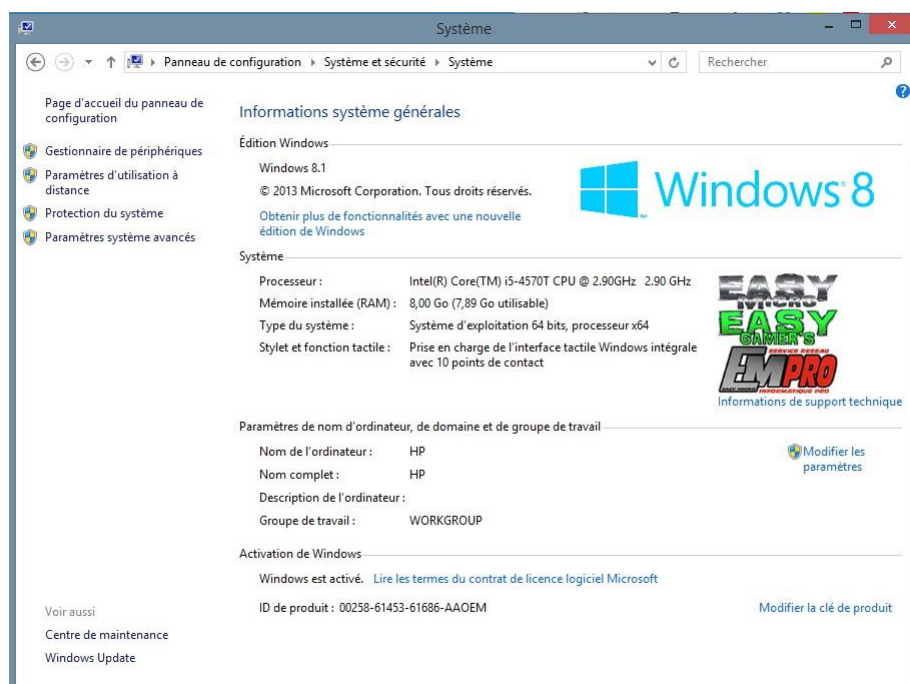 Système
Panneau de configuration
Système et sécurité
Système
Rechercher
Page d'accueil du panneau de
configuration
Gestionnaire de périphériques
Paramètres d'utilisation à
distance
Protection du système
Paramètres système avancés
Informations système générales
Édition Windows
Windows 8.1
© 2013 Microsoft Corporation. Tous droits réservés.
Obtenir plus de fonctionnalités avec une nouvelle
édition de Windows
Windows 8
Système
Processeur : Intel(R) Core(TM) i5-4570T CPU @ 2.90GHz 2.90 GHz
Mémoire installée (RAM) : 8,00 Go (7,89 Go utilisable)
Type du système : Système d'exploitation 64 bits, processeur x64
Stylet et fonction tactile : Prise en charge de l'interface tactile Windows intégrale
avec 10 points de contact
EASY
MICRO
EASY
GAMER'S
SERVICE RESEAU
EMPRO
EASY MICRO INFORMATIQUE PRO
Informations de support technique
Paramètres de nom d'ordinateur, de domaine et de groupe de travail
Nom de l'ordinateur : HP
Nom complet : HP
Description de l'ordinateur :
Groupe de travail : WORKGROUP
Modifier les
paramètres
Activation de Windows
Windows est activé. Lire les termes du contrat de licence logiciel Microsoft
ID de produit : 00258-61453-61686-AAOEM
Modifier la clé de produit
Voir aussi
Centre de maintenance
Windows Update